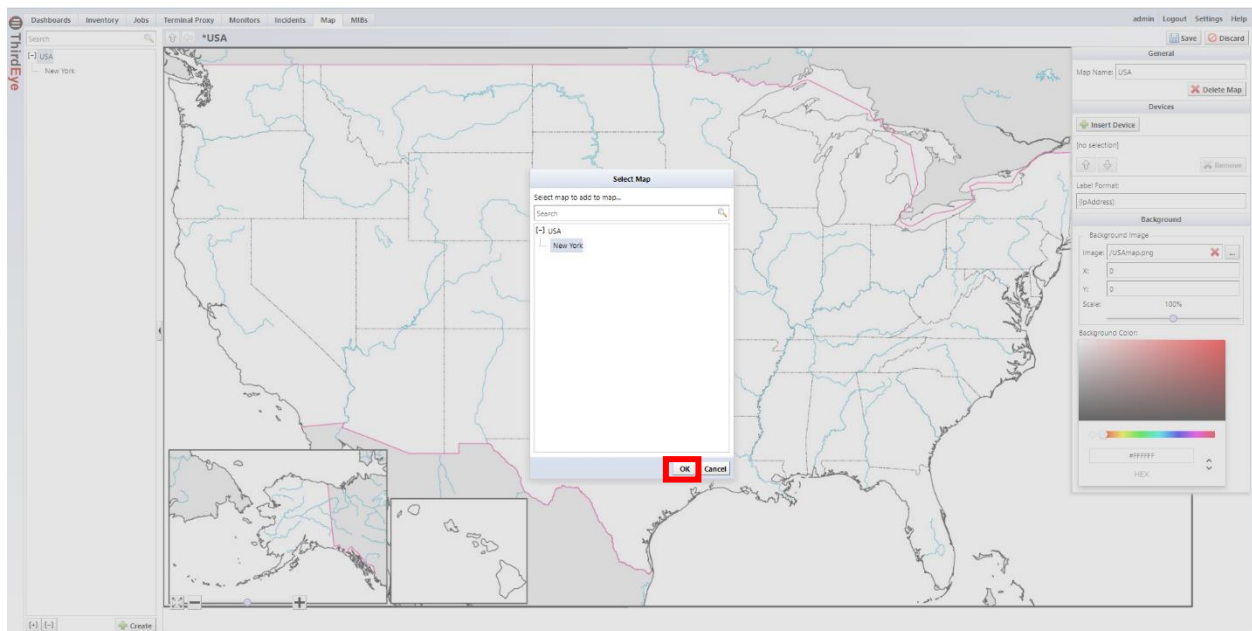 ThirdEye
Dashboards Inventory Jobs Terminal Proxy Monitors Incidents Map MIBs
admin Logout Settings Help
Search
*USA
Save Discard
[-] USA
New York
General
Map Name: USA
Delete Map
Devices
Insert Device
[no selection]
Remove
Label Format:
{ipAddress}
Background
Background Image
Image: /USAmap.png ...
X: 0
Y: 0
Scale: 100%
Background Color:
#FFFFFF
HEX
Select Map
Select map to add to map...
Search
[-] USA
New York
OK Cancel
[+] [-] Create